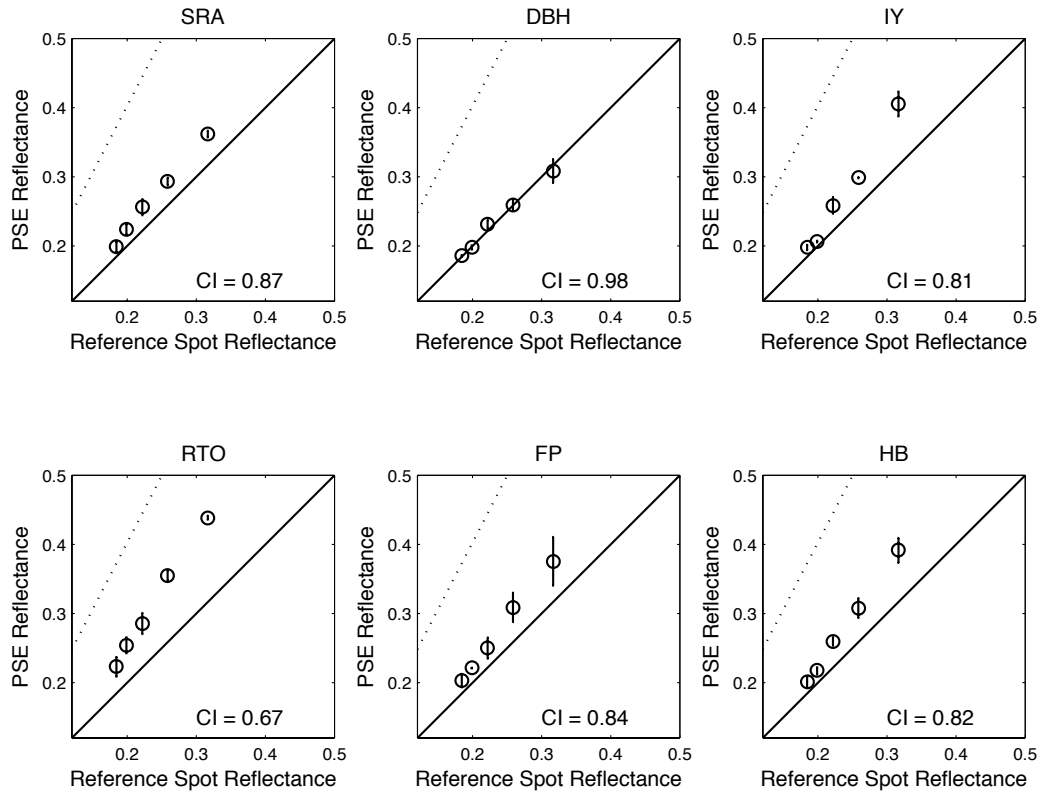 SRA
0.5
0.4
0.3
0.2
PSE Reflectance
CI = 0.87
0.2 0.3 0.4 0.5
Reference Spot Reflectance
DBH
0.5
0.4
0.3
0.2
PSE Reflectance
CI = 0.98
0.2 0.3 0.4 0.5
Reference Spot Reflectance
IY
0.5
0.4
0.3
0.2
PSE Reflectance
CI = 0.81
0.2 0.3 0.4 0.5
Reference Spot Reflectance
RTO
0.5
0.4
0.3
0.2
PSE Reflectance
CI = 0.67
0.2 0.3 0.4 0.5
Reference Spot Reflectance
FP
0.5
0.4
0.3
0.2
PSE Reflectance
CI = 0.84
0.2 0.3 0.4 0.5
Reference Spot Reflectance
HB
0.5
0.4
0.3
0.2
PSE Reflectance
CI = 0.82
0.2 0.3 0.4 0.5
Reference Spot Reflectance